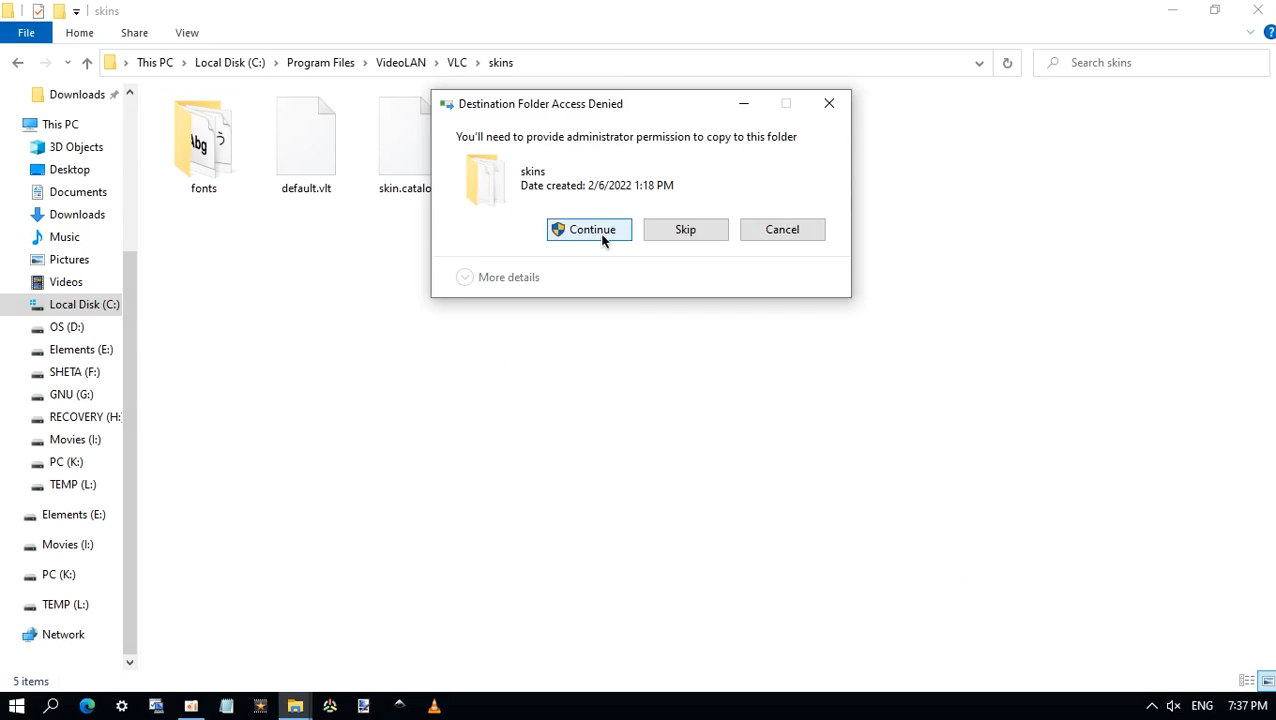 skins
File
Home
Share
View
This PC
Local Disk (C:)
Program Files
VideoLAN
VLC
skins
Search skins
Downloads
This PC
3D Objects
Desktop
Documents
Downloads
Music
Pictures
Videos
Local Disk (C:)
OS (D:)
Elements (E:)
SHETA (F:)
GNU (G:)
RECOVERY (H:
Movies (I:)
PC (K:)
TEMP (L:)
Elements (E:)
Movies (I:)
PC (K:)
TEMP (L:)
Network
Abg
う
fonts
default.vlt
skin.catalo
Destination Folder Access Denied
You'll need to provide administrator permission to copy to this folder
skins
Date created: 2/6/2022 1:18 PM
Continue
Skip
Cancel
More details
5 items
ENG
7:37 PM